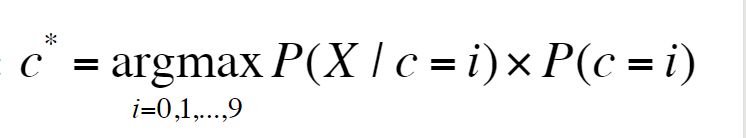 c* = argmax P(X / c = i) × P(c = i)
i=0,1,...,9